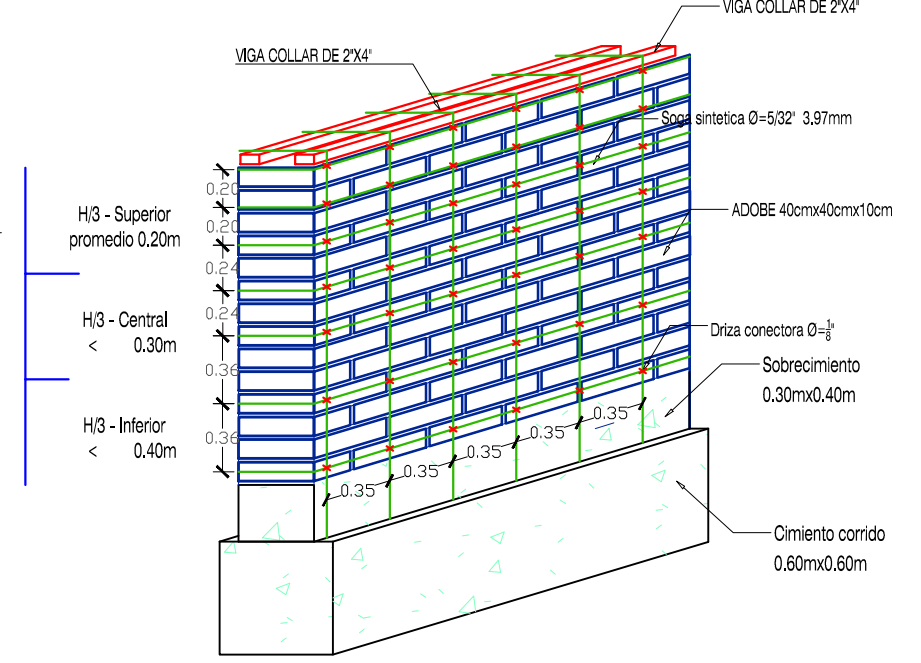 VIGA COLLAR DE 2"X4"
VIGA COLLAR DE 2"X4"
Soga sintetica Ø=5/32" 3,97mm
0.20
H/3 - Superior
promedio 0.20m
0.20
ADOBE 40cmx40cmx10cm
0.24
0.24
H/3 - Central
< 0.30m
Driza conectora Ø=1/8"
0.36
Sobrecimiento
0.30mx0.40m
H/3 - Inferior
< 0.40m
0.36
0.35
0.35
0.35
0.35
0.35
Cimiento corrido
0.60mx0.60m